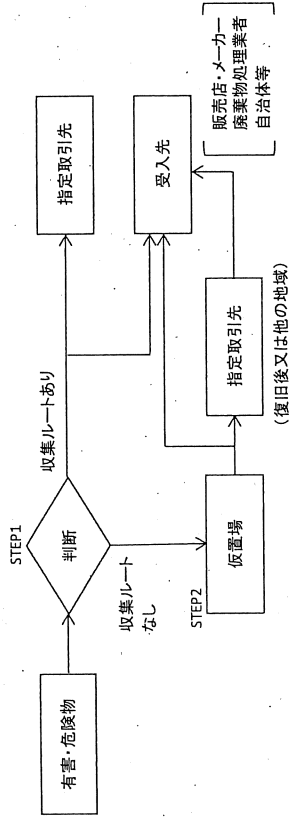 有害・危険物
STEP1
判断
収集ルートあり
指定取引先
収集ルート
なし
STEP2
仮置場
指定取引先
(復旧後又は他の地域)
受入先
販売店・メーカー
廃棄物処理業者
自治体等